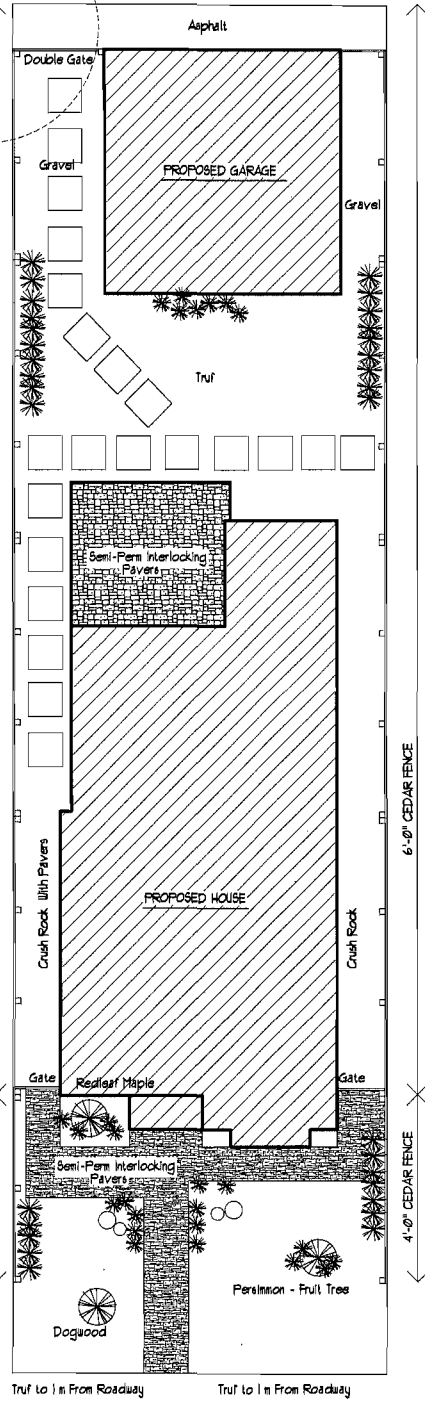 Asphalt
Double Gate
Gravel
PROPOSED GARAGE
Gravel
Truf
Semi-Perm Interlocking
Pavers
6'-0" CEDAR FENCE
PROPOSED HOUSE
Crush Rock With Pavers
Crush Rock
Gate
Redleaf Maple
Gate
Semi-Perm Interlocking
Pavers
4'-0" CEDAR FENCE
Persimmon - Fruit Tree
Dogwood
Truf to 1 m From Roadway
Truf to 1 m From Roadway